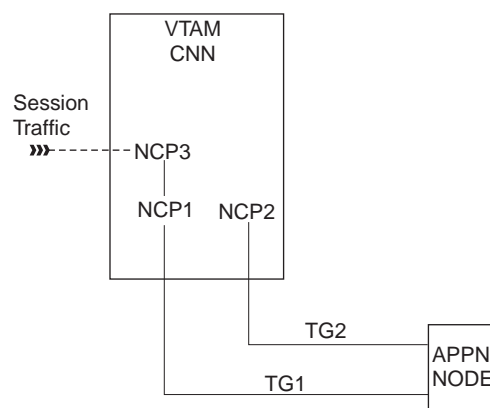 VTAM
CNN
Session
Traffic
NCP3
NCP1
NCP2
TG2
APPN
NODE
TG1